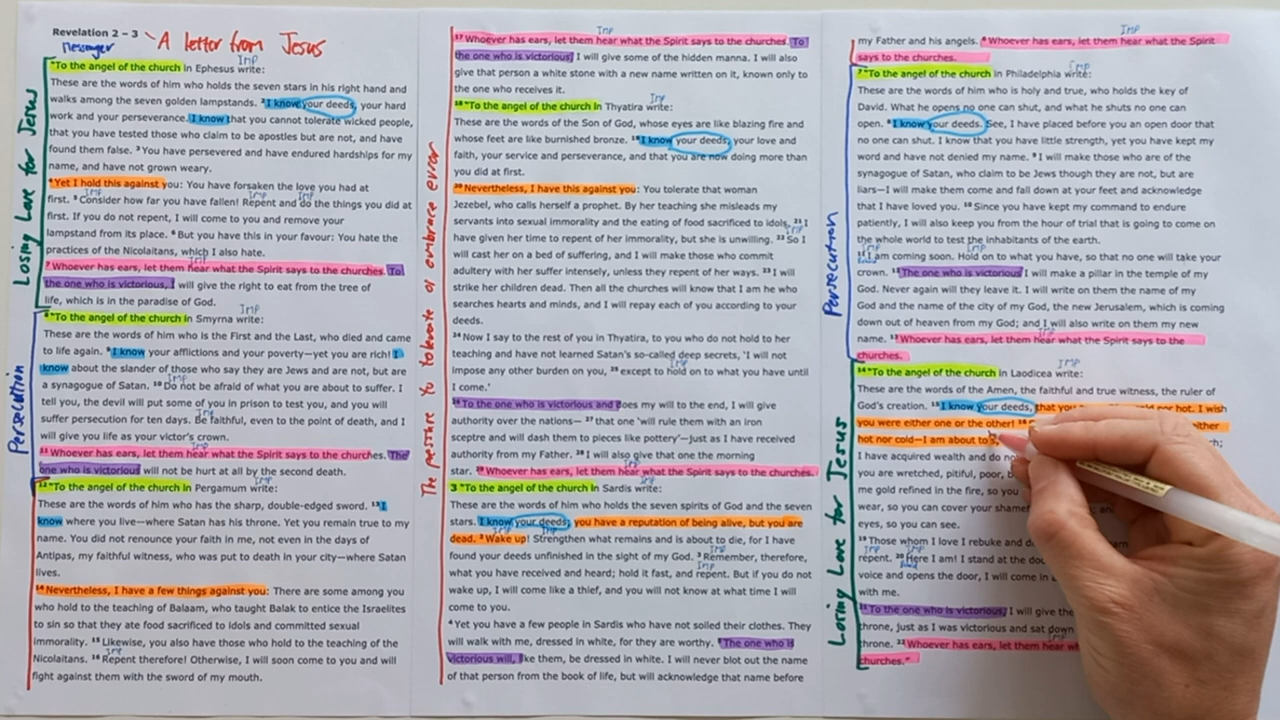 Revelation 2 – 3
A letter from Jesus
messenger
IMP
"To the angel of the church in Ephesus write:
These are the words of him who holds the seven stars in his right hand and
walks among the seven golden lampstands. ²I know your deeds, your hard
work and your perseverance. I know that you cannot tolerate wicked people,
that you have tested those who claim to be apostles but are not, and have
found them false. ³You have persevered and have endured hardships for my
name, and have not grown weary.
⁴Yet I hold this against you: You have forsaken the love you had at
IMP IMP IMP
first. ⁵Consider how far you have fallen! Repent and do the things you did at
first. If you do not repent, I will come to you and remove your
lampstand from its place. ⁶But you have this in your favour: You hate the
practices of the Nicolaitans, which I also hate.
IMP
⁷Whoever has ears, let them hear what the Spirit says to the churches. To
the one who is victorious, I will give the right to eat from the tree of
life, which is in the paradise of God.
IMP
⁸"To the angel of the church in Smyrna write:
These are the words of him who is the First and the Last, who died and came
to life again. ⁹I know your afflictions and your poverty—yet you are rich! I
know about the slander of those who say they are Jews and are not, but are
IMP
a synagogue of Satan. ¹⁰Do not be afraid of what you are about to suffer. I
tell you, the devil will put some of you in prison to test you, and you will
IMP
suffer persecution for ten days. Be faithful, even to the point of death, and I
will give you life as your victor's crown.
IMP
¹¹Whoever has ears, let them hear what the Spirit says to the churches. The
one who is victorious will not be hurt at all by the second death.
IMP
¹²"To the angel of the church in Pergamum write:
These are the words of him who has the sharp, double-edged sword. ¹³I
know where you live—where Satan has his throne. Yet you remain true to my
name. You did not renounce your faith in me, not even in the days of
Antipas, my faithful witness, who was put to death in your city—where Satan
lives.
¹⁴Nevertheless, I have a few things against you: There are some among you
who hold to the teaching of Balaam, who taught Balak to entice the Israelites
to sin so that they ate food sacrificed to idols and committed sexual
immorality. ¹⁵Likewise, you also have those who hold to the teaching of the
IMP
Nicolaitans. ¹⁶Repent therefore! Otherwise, I will soon come to you and will
fight against them with the sword of my mouth.
Losing Love for Jesus
Persecution
IMP
¹⁷Whoever has ears, let them hear what the Spirit says to the churches. To
the one who is victorious, I will give some of the hidden manna. I will also
give that person a white stone with a new name written on it, known only to
the one who receives it.
IMP
¹⁸"To the angel of the church in Thyatira write:
These are the words of the Son of God, whose eyes are like blazing fire and
whose feet are like burnished bronze. ¹⁹I know your deeds, your love and
faith, your service and perseverance, and that you are now doing more than
you did at first.
²⁰Nevertheless, I have this against you: You tolerate that woman
Jezebel, who calls herself a prophet. By her teaching she misleads my
servants into sexual immorality and the eating of food sacrificed to idols. ²¹I
IMP
have given her time to repent of her immorality, but she is unwilling. ²²So I
will cast her on a bed of suffering, and I will make those who commit
adultery with her suffer intensely, unless they repent of her ways. ²³I will
strike her children dead. Then all the churches will know that I am he who
searches hearts and minds, and I will repay each of you according to your
deeds.
²⁴Now I say to the rest of you in Thyatira, to you who do not hold to her
teaching and have not learned Satan's so-called deep secrets, 'I will not
IMP
impose any other burden on you, ²⁵except to hold on to what you have until
I come.'
²⁶To the one who is victorious and does my will to the end, I will give
authority over the nations—²⁷that one 'will rule them with an iron
sceptre and will dash them to pieces like pottery'—just as I have received
authority from my Father. ²⁸I will also give that one the morning
IMP
star. ²⁹Whoever has ears, let them hear what the Spirit says to the churches.
IMP
3 "To the angel of the church in Sardis write:
These are the words of him who holds the seven spirits of God and the seven
stars. I know your deeds; you have a reputation of being alive, but you are
IMP IMP
dead. ²Wake up! Strengthen what remains and is about to die, for I have
IMP
found your deeds unfinished in the sight of my God. ³Remember, therefore,
IMP
what you have received and heard; hold it fast, and repent. But if you do not
wake up, I will come like a thief, and you will not know at what time I will
come to you.
⁴Yet you have a few people in Sardis who have not soiled their clothes. They
will walk with me, dressed in white, for they are worthy. ⁵The one who is
victorious will, like them, be dressed in white. I will never blot out the name
of that person from the book of life, but will acknowledge that name before
IMP
my Father and his angels. ⁶Whoever has ears, let them hear what the Spirit
says to the churches.
IMP
⁷"To the angel of the church in Philadelphia write:
These are the words of him who is holy and true, who holds the key of
David. What he opens no one can shut, and what he shuts no one can
open. ⁸I know your deeds. See, I have placed before you an open door that
no one can shut. I know that you have little strength, yet you have kept my
word and have not denied my name. ⁹I will make those who are of the
synagogue of Satan, who claim to be Jews though they are not, but are
liars—I will make them come and fall down at your feet and acknowledge
that I have loved you. ¹⁰Since you have kept my command to endure
patiently, I will also keep you from the hour of trial that is going to come on
the whole world to test the inhabitants of the earth.
IMP
¹¹I am coming soon. Hold on to what you have, so that no one will take your
crown. ¹²The one who is victorious I will make a pillar in the temple of my
God. Never again will they leave it. I will write on them the name of my
God and the name of the city of my God, the new Jerusalem, which is coming
down out of heaven from my God; and I will also write on them my new
IMP
name. ¹³Whoever has ears, let them hear what the Spirit says to the
churches.
IMP
¹⁴"To the angel of the church in Laodicea write:
These are the words of the Amen, the faithful and true witness, the ruler of
God's creation. ¹⁵I know your deeds, that you nor hot. I wish
you were either one or the other!
hot nor cold—I am about to
I have acquired wealth and do
you are wretched, pitiful, poor,
me gold refined in the fire, so you
wear, so you can cover your
eyes, so you can see.
¹⁹Those whom I love I rebuke and
IMP IMP
repent. ²⁰Here I am! I stand at the
voice and opens the door, I will come in
with me.
²¹To the one who is victorious, I will give the
throne, just as I was victorious and sat down
IMP
throne. ²²Whoever has ears, let them hear
churches."
The pressure to tolerate or embrace error
Persecution
Losing Love for Jesus